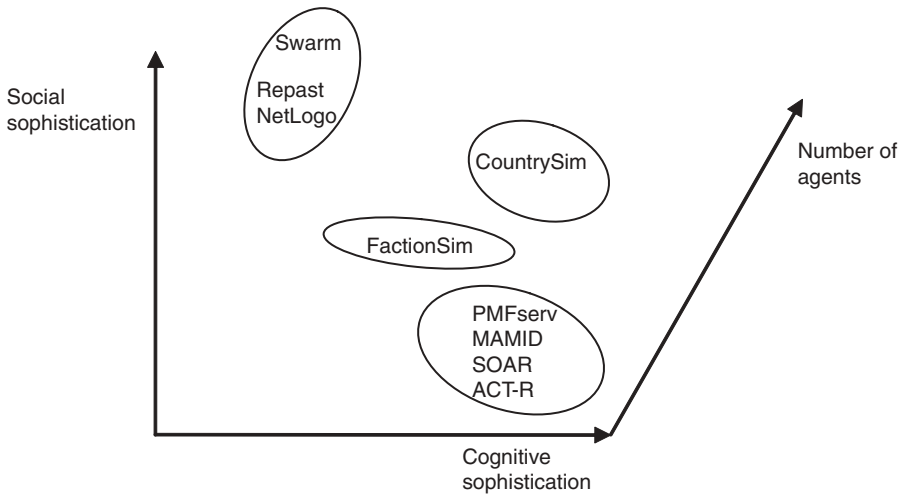 Swarm
Repast
NetLogo
Social
sophistication
CountrySim
Number of
agents
FactionSim
PMFserv
MAMID
SOAR
ACT-R
Cognitive
sophistication